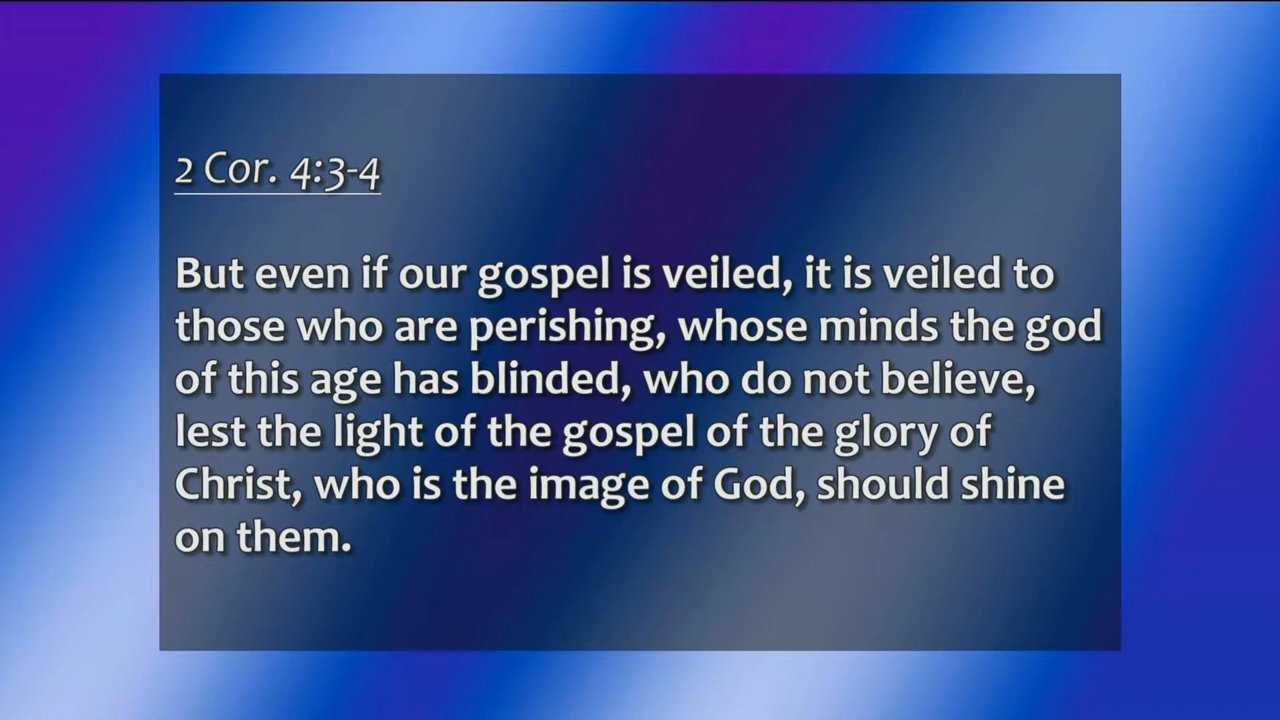 2 Cor. 4:3-4
But even if our gospel is veiled, it is veiled to
those who are perishing, whose minds the god
of this age has blinded, who do not believe,
lest the light of the gospel of the glory of
Christ, who is the image of God, should shine
on them.